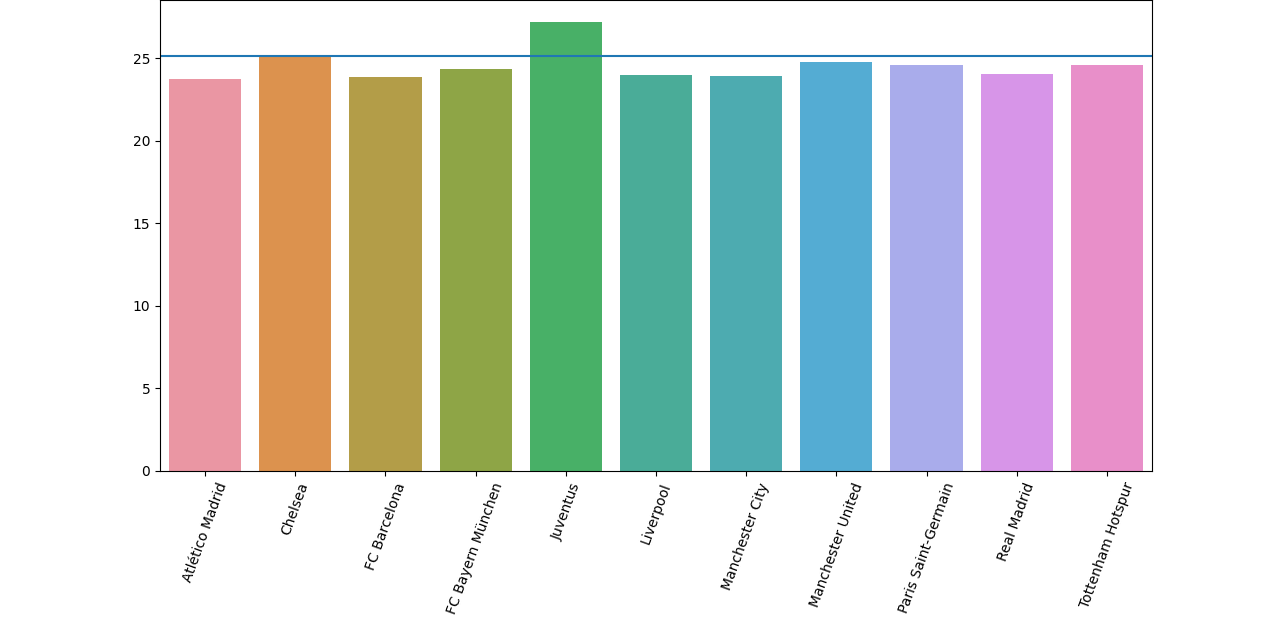 25
20
15
10
5
0
Atlético Madrid
Chelsea
FC Barcelona
FC Bayern München
Juventus
Liverpool
Manchester City
Manchester United
Paris Saint-Germain
Real Madrid
Tottenham Hotspur